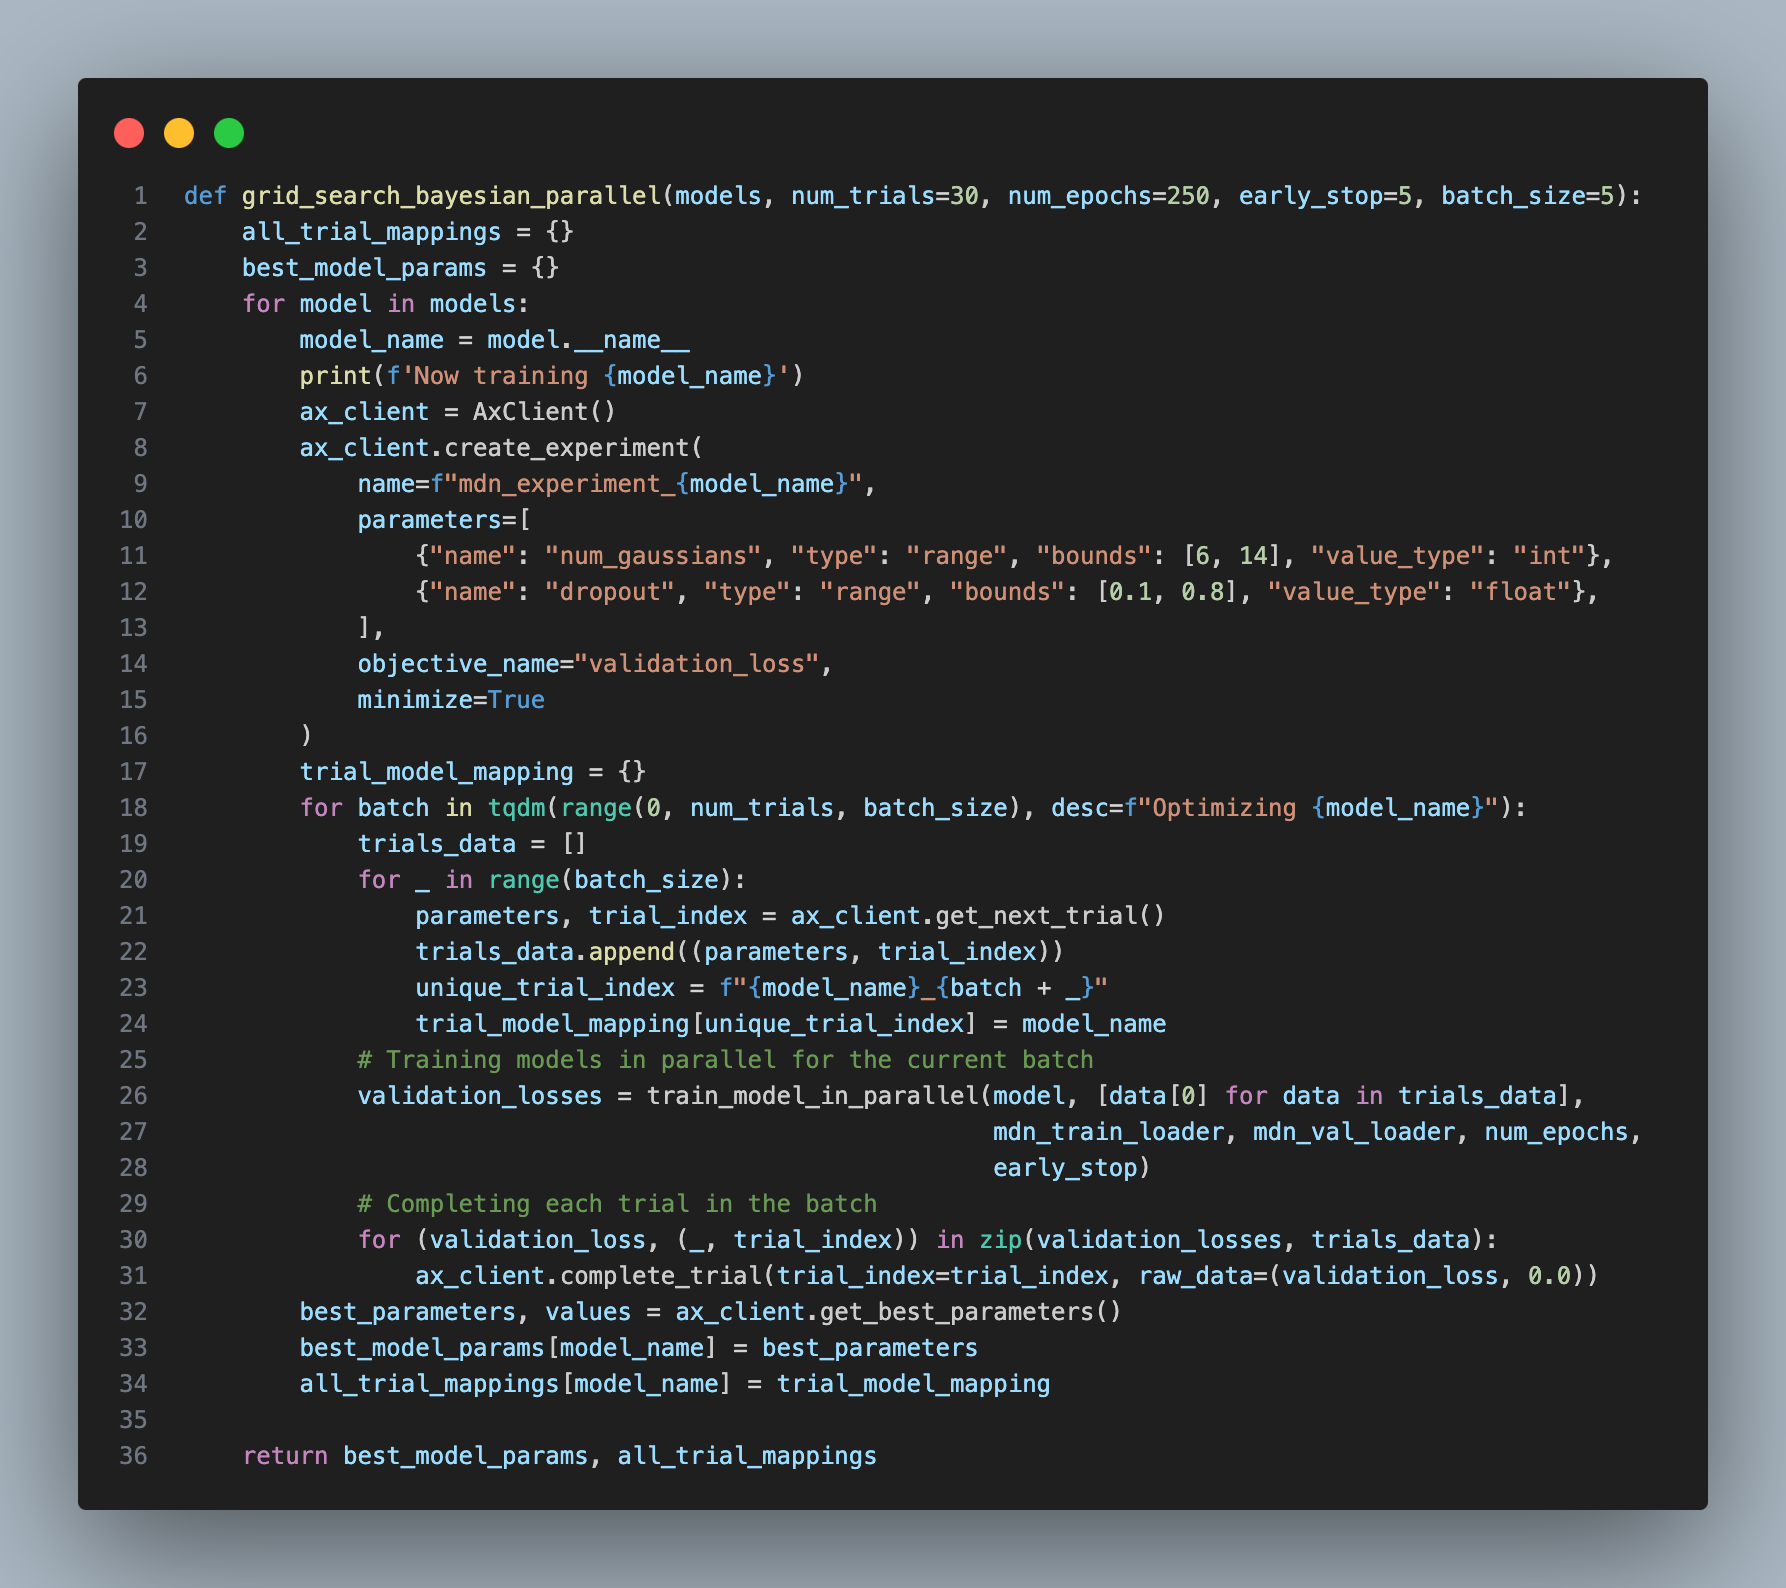 1 def grid_search_bayesian_parallel(models, num_trials=30, num_epochs=250, early_stop=5, batch_size=5):
2     all_trial_mappings = {}
3     best_model_params = {}
4     for model in models:
5         model_name = model.__name__
6         print(f'Now training {model_name}')
7         ax_client = AxClient()
8         ax_client.create_experiment(
9             name=f"mdn_experiment_{model_name}",
10             parameters=[
11                 {"name": "num_gaussians", "type": "range", "bounds": [6, 14], "value_type": "int"},
12                 {"name": "dropout", "type": "range", "bounds": [0.1, 0.8], "value_type": "float"},
13             ],
14             objective_name="validation_loss",
15             minimize=True
16         )
17         trial_model_mapping = {}
18         for batch in tqdm(range(0, num_trials, batch_size), desc=f"Optimizing {model_name}"):
19             trials_data = []
20             for _ in range(batch_size):
21                 parameters, trial_index = ax_client.get_next_trial()
22                 trials_data.append((parameters, trial_index))
23                 unique_trial_index = f"{model_name}_{batch + _}"
24                 trial_model_mapping[unique_trial_index] = model_name
25             # Training models in parallel for the current batch
26             validation_losses = train_model_in_parallel(model, [data[0] for data in trials_data],
27                                                         mdn_train_loader, mdn_val_loader, num_epochs,
28                                                         early_stop)
29             # Completing each trial in the batch
30             for (validation_loss, (_, trial_index)) in zip(validation_losses, trials_data):
31                 ax_client.complete_trial(trial_index=trial_index, raw_data=(validation_loss, 0.0))
32         best_parameters, values = ax_client.get_best_parameters()
33         best_model_params[model_name] = best_parameters
34         all_trial_mappings[model_name] = trial_model_mapping
35
36     return best_model_params, all_trial_mappings